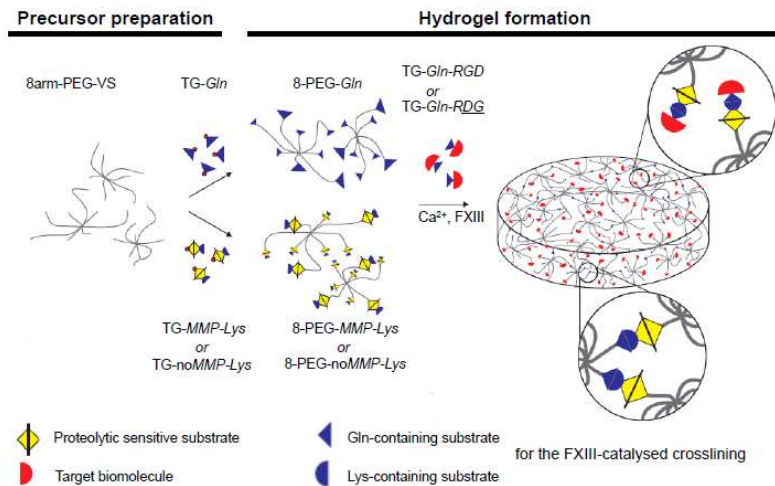 Precursor preparation
Hydrogel formation
8arm-PEG-VS
TG-Gln
8-PEG-Gln
TG-Gln-RGD
or
TG-Gln-RDG
Ca²⁺, FXIII
TG-MMP-Lys
or
TG-noMMP-Lys
8-PEG-MMP-Lys
or
8-PEG-noMMP-Lys
Proteolytic sensitive substrate
Gln-containing substrate
for the FXIII-catalysed crosslining
Target biomolecule
Lys-containing substrate